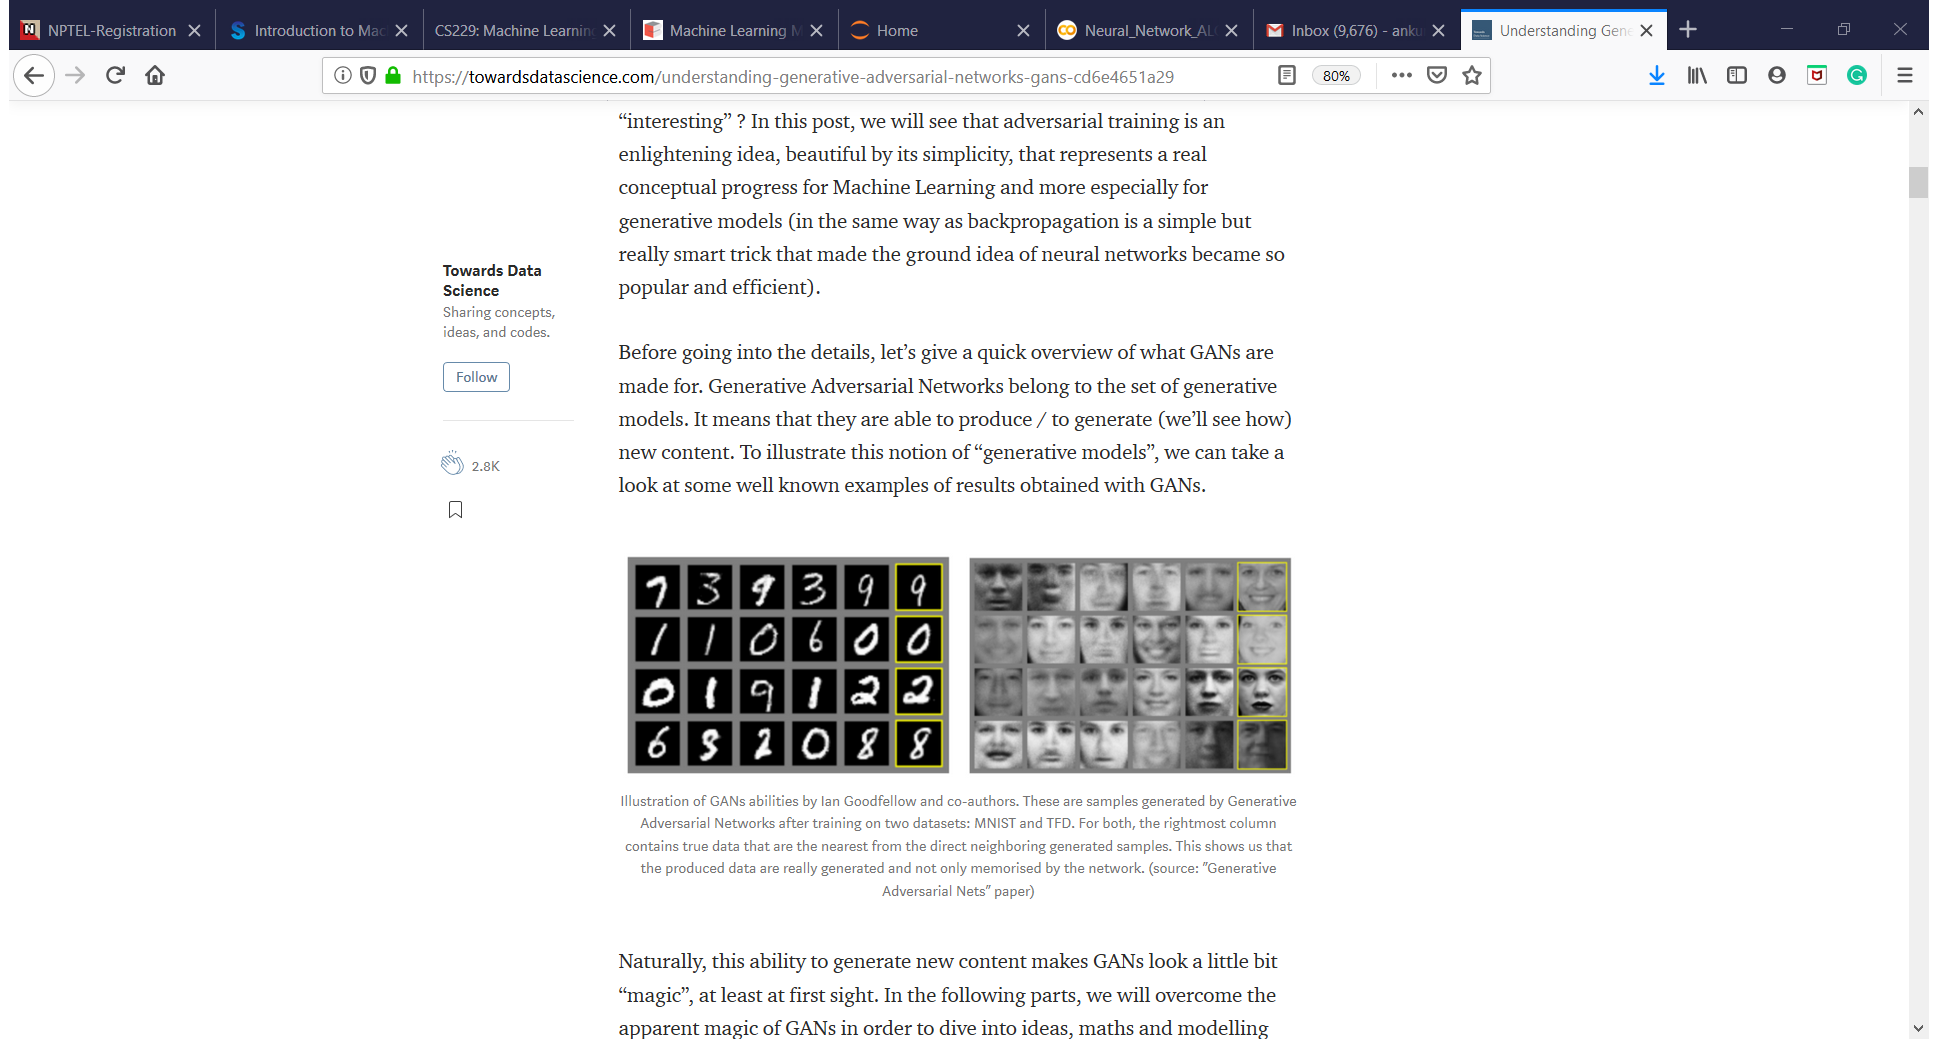 NPTEL-Registration
Introduction to Mac
CS229: Machine Learning
Machine Learning M
Home
Neural_Network_AL
Inbox (9,676) - anku
Understanding Gene
https://towardsdatascience.com/understanding-generative-adversarial-networks-gans-cd6e4651a29
80%
“interesting” ? In this post, we will see that adversarial training is an
enlightening idea, beautiful by its simplicity, that represents a real
conceptual progress for Machine Learning and more especially for
generative models (in the same way as backpropagation is a simple but
really smart trick that made the ground idea of neural networks became so
popular and efficient).
Towards Data
Science
Sharing concepts,
ideas, and codes.
Follow
2.8K
Before going into the details, let’s give a quick overview of what GANs are
made for. Generative Adversarial Networks belong to the set of generative
models. It means that they are able to produce / to generate (we’ll see how)
new content. To illustrate this notion of “generative models”, we can take a
look at some well known examples of results obtained with GANs.
7 3 9 3 9 9
1 1 0 6 0 0
0 1 9 1 2 2
6 3 2 0 8 8
Illustration of GANs abilities by Ian Goodfellow and co-authors. These are samples generated by Generative
Adversarial Networks after training on two datasets: MNIST and TFD. For both, the rightmost column
contains true data that are the nearest from the direct neighboring generated samples. This shows us that
the produced data are really generated and not only memorised by the network. (source: “Generative
Adversarial Nets” paper)
Naturally, this ability to generate new content makes GANs look a little bit
“magic”, at least at first sight. In the following parts, we will overcome the
apparent magic of GANs in order to dive into ideas, maths and modelling